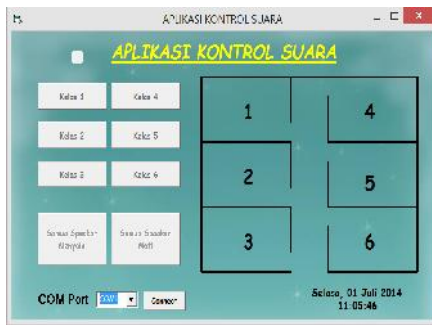 APLIKASI KONTROL SUARA
APLIKASI KONTROL SUARA
Kelas 1
Kelas 4
Kelas 2
Kelas 5
Kelas 3
Kelas 6
Semua Speaker
Menyala
Semua Speaker
Mati
1
4
2
5
3
6
COM Port
Connect
Selasa, 01 Juli 2014
11:05:46